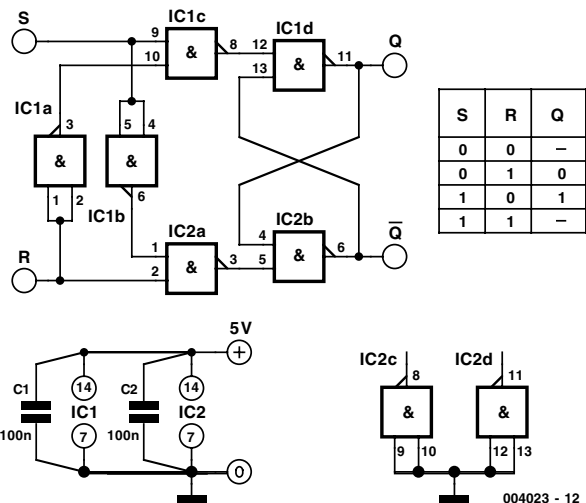 S
IC1c
IC1d
Q
9
10
&
8
12
13
&
11
IC1a
3
&
1
2
5
4
&
6
IC1b
IC2a
IC2b
Q
R
1
2
&
3
4
5
&
6
S R Q
0 0 –
0 1 0
1 0 1
1 1 –
5V
+
C1
100n
14
IC1
7
C2
100n
14
IC2
7
0
IC2c
8
&
9
10
IC2d
11
&
12
13
004023 - 12